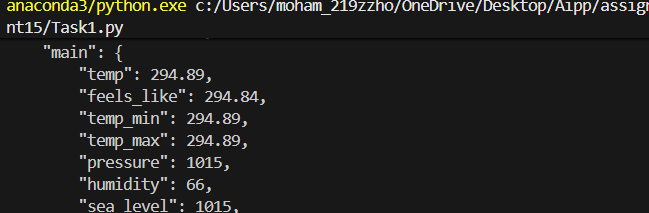 anaconda3/python.exe c:/Users/moham_219zzho/OneDrive/Desktop/Aipp/assign
nt15/Task1.py
"main": {
"temp": 294.89,
"feels_like": 294.84,
"temp_min": 294.89,
"temp_max": 294.89,
"pressure": 1015,
"humidity": 66,
"sea_level": 1015,